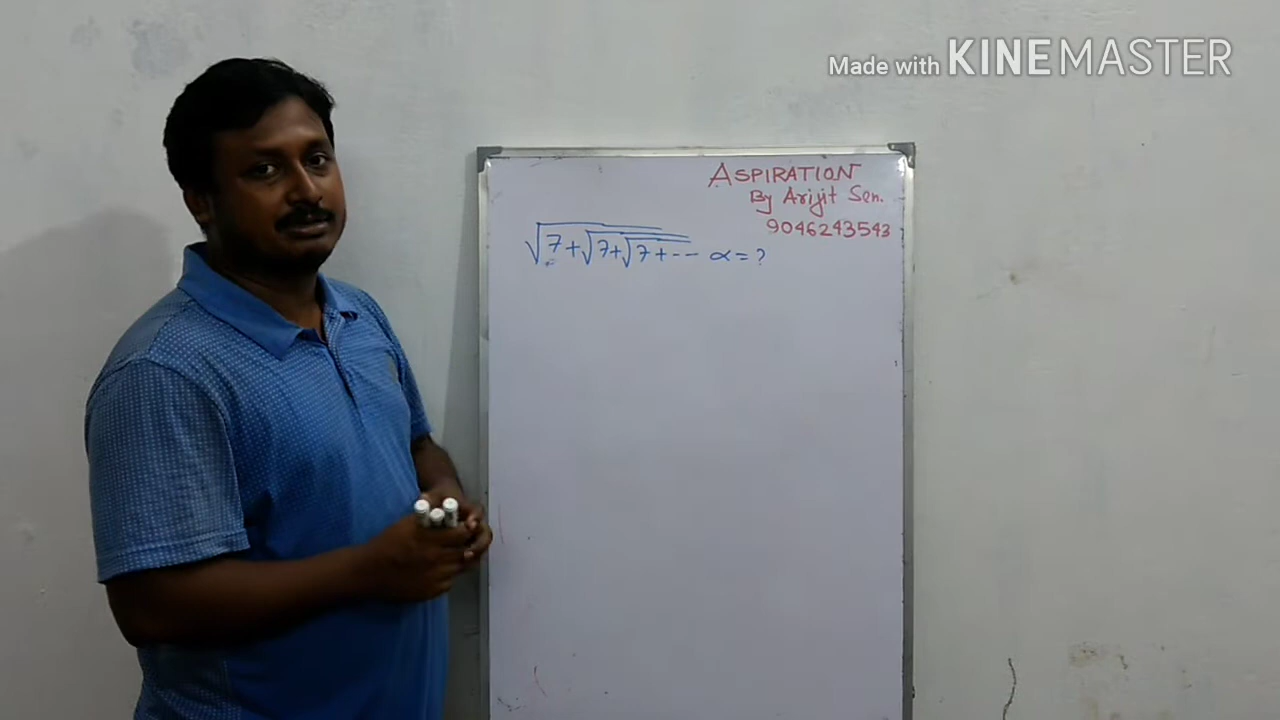 Made with KINEMASTER
ASPIRATION
By Arijit Sen.
9046243543
√7+√7+√7+--- α=?